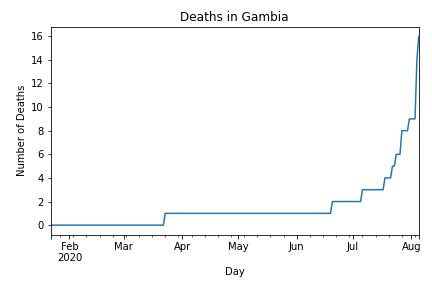 Deaths in Gambia
Number of Deaths
16
14
12
10
8
6
4
2
0
Feb
2020
Mar
Apr
May
Jun
Jul
Aug
Day